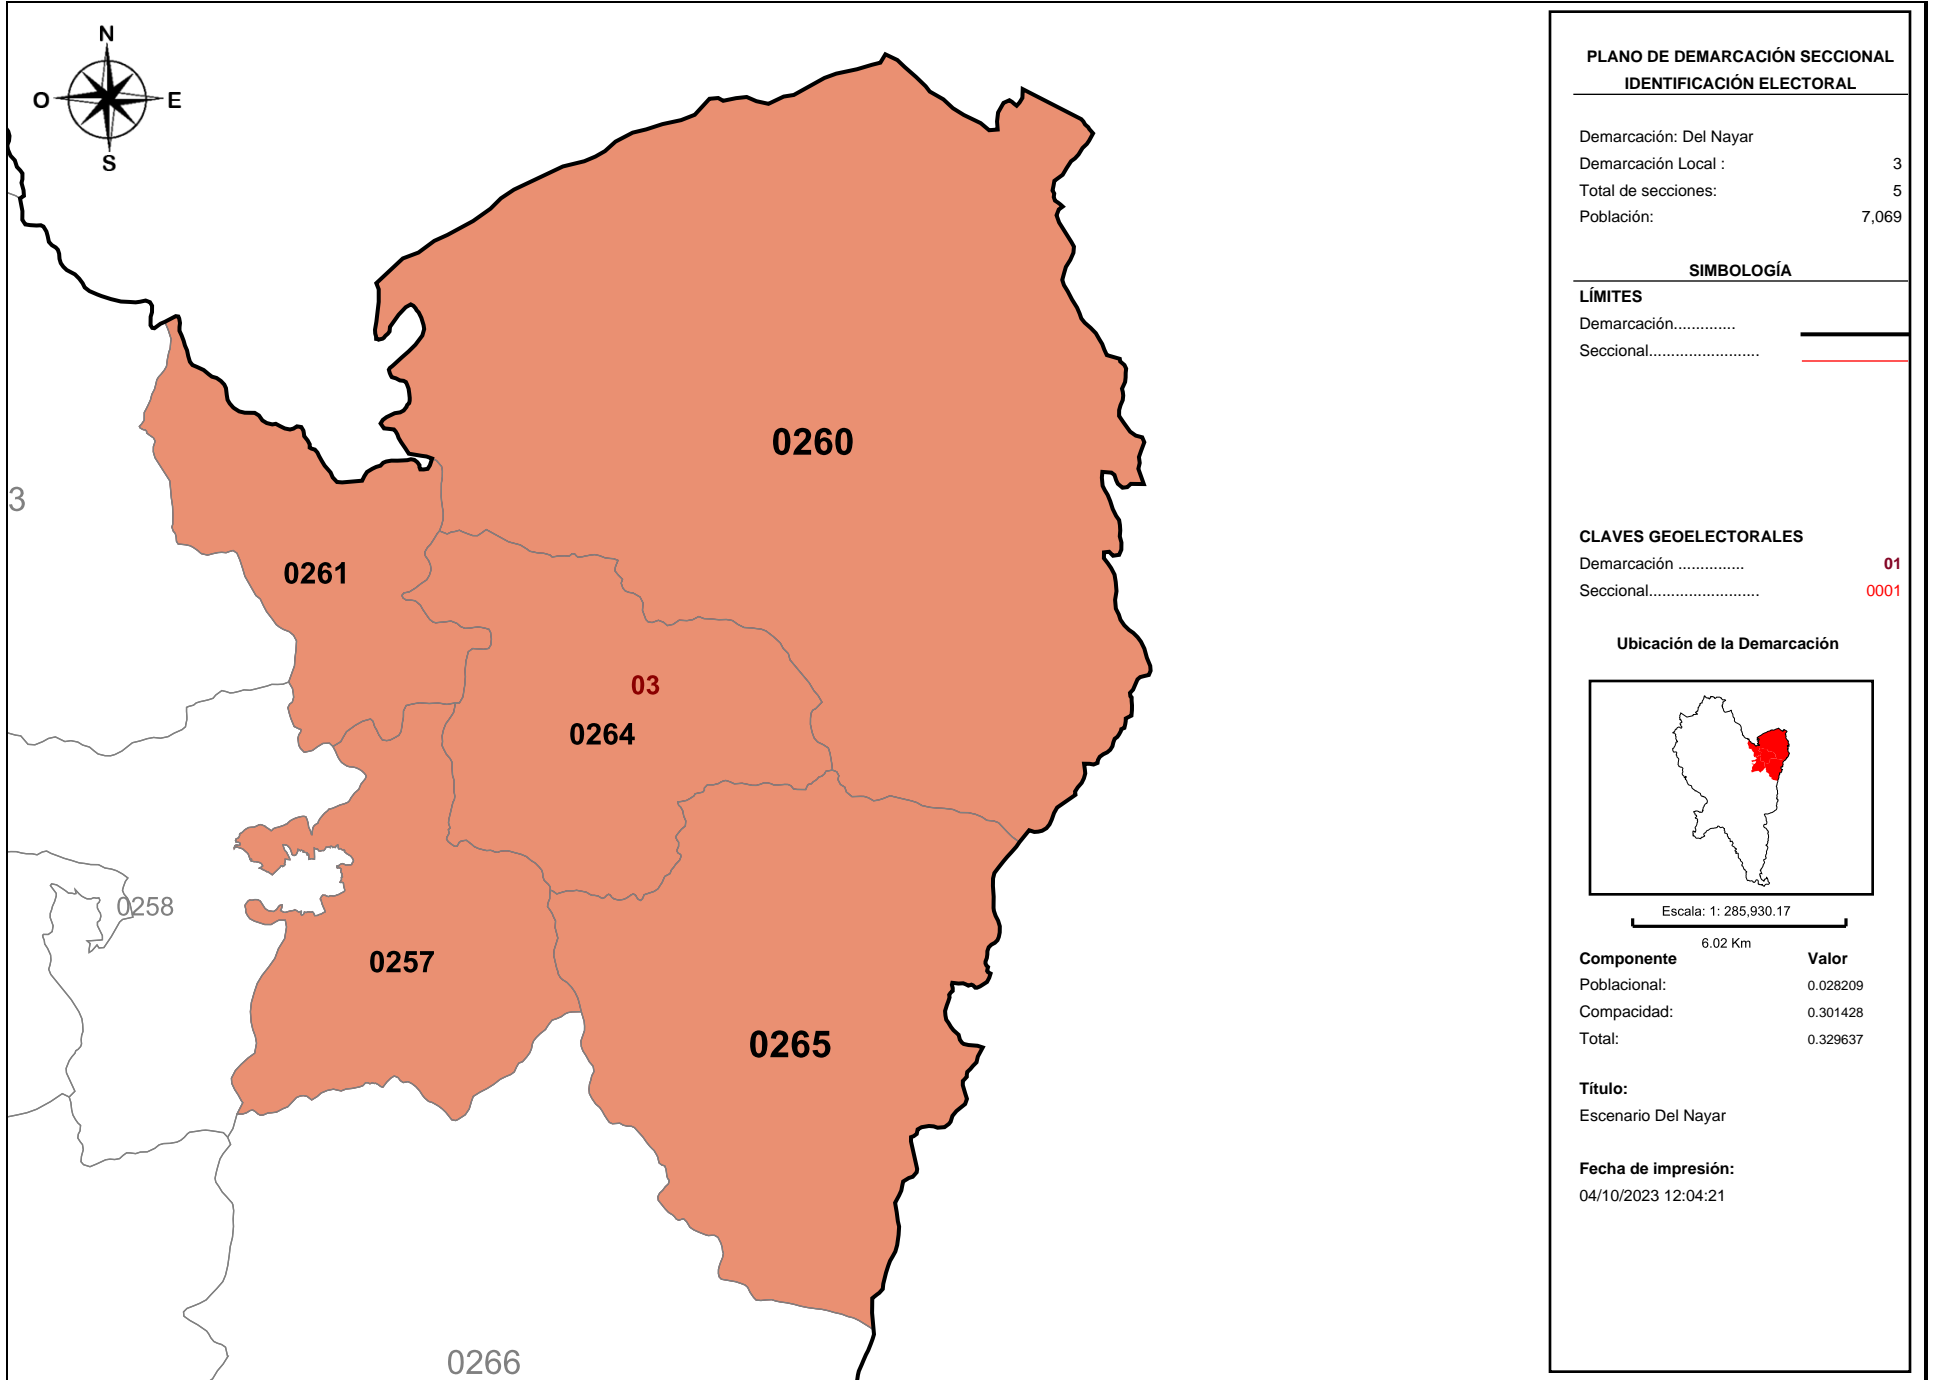 N
O
E
S
0260
3
0261
03
0264
0258
0257
0265
0266
PLANO DE DEMARCACIÓN SECCIONAL
IDENTIFICACIÓN ELECTORAL
Demarcación: Del Nayar
Demarcación Local : 3
Total de secciones: 5
Población: 7,069
SIMBOLOGÍA
LÍMITES
Demarcación..............
Seccional.........................
CLAVES GEOELECTORALES
Demarcación ............... 01
Seccional......................... 0001
Ubicación de la Demarcación
Escala: 1: 285,930.17
6.02 Km
Componente Valor
Poblacional: 0.028209
Compacidad: 0.301428
Total: 0.329637
Título:
Escenario Del Nayar
Fecha de impresión:
04/10/2023 12:04:21